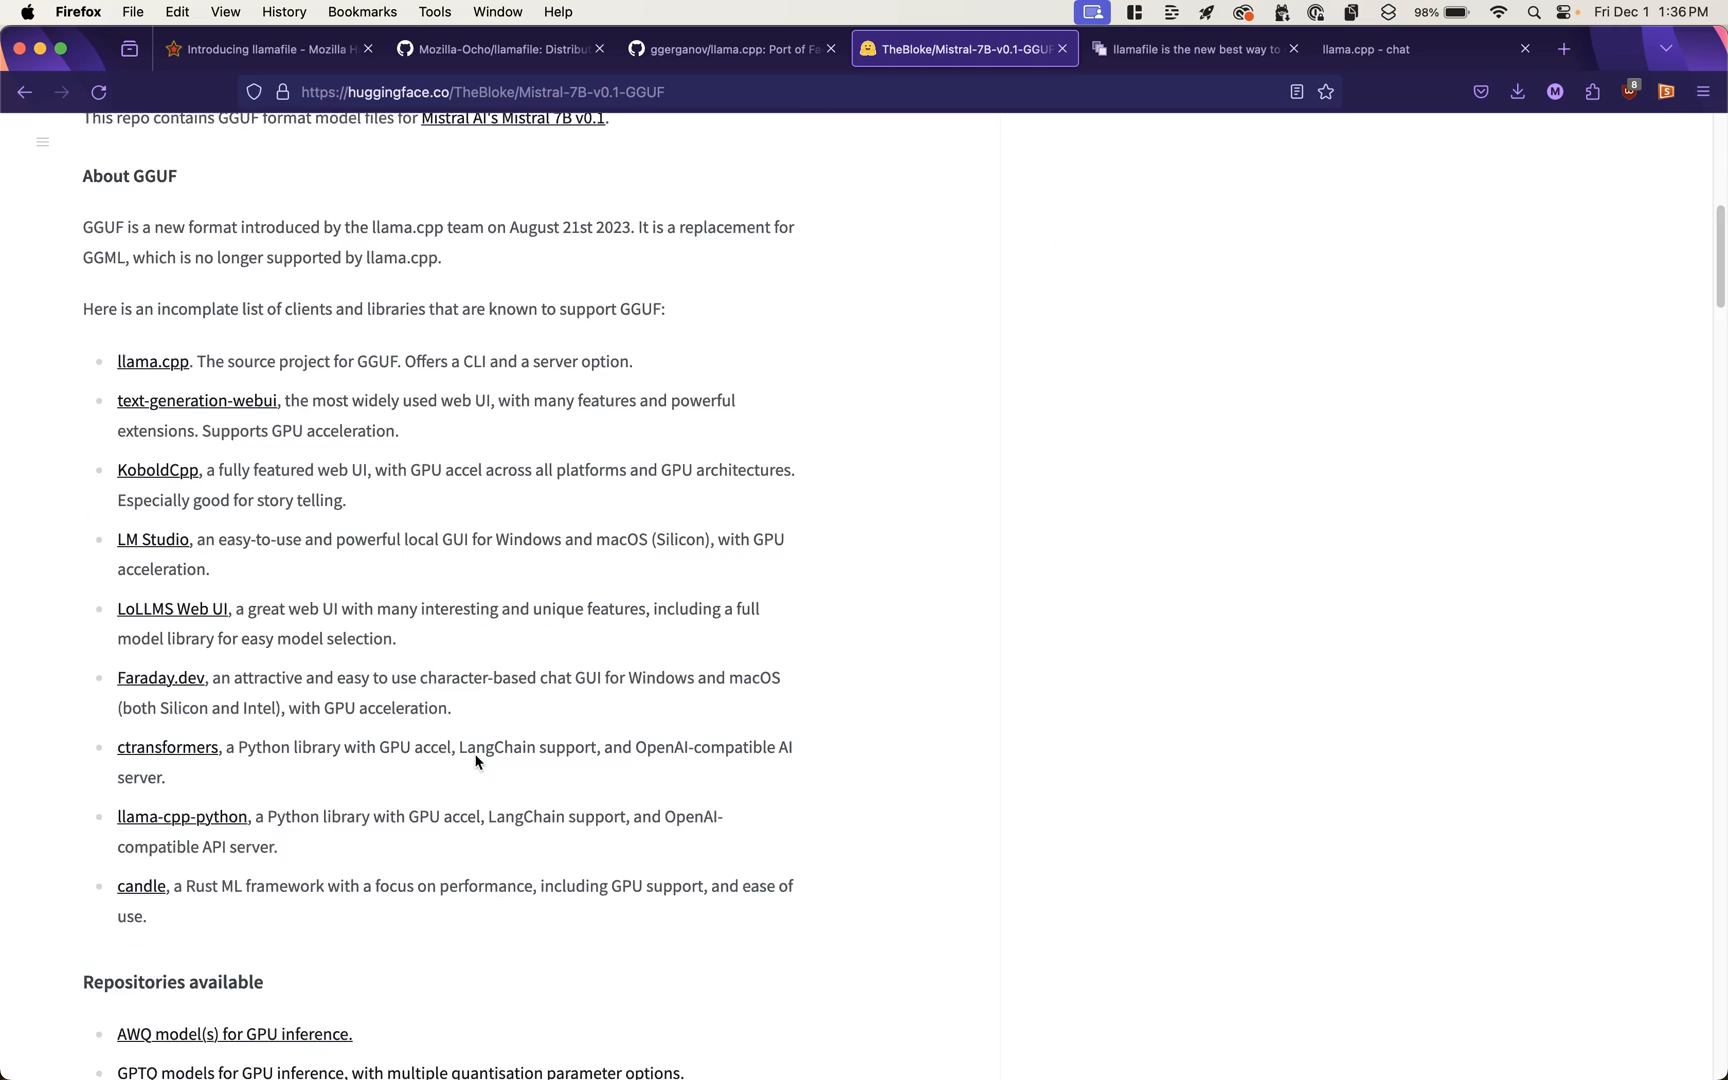 Firefox File Edit View History Bookmarks Tools Window Help 98% Fri Dec 1 1:36 PM
Introducing llamafile - Mozilla H Mozilla-Ocho/llamafile: Distribut ggerganov/llama.cpp: Port of Fa TheBloke/Mistral-7B-v0.1-GGUF llamafile is the new best way to llama.cpp - chat
https://huggingface.co/TheBloke/Mistral-7B-v0.1-GGUF 8
This repo contains GGUF format model files for Mistral AI's Mistral 7B v0.1.
About GGUF
GGUF is a new format introduced by the llama.cpp team on August 21st 2023. It is a replacement for
GGML, which is no longer supported by llama.cpp.
Here is an incomplate list of clients and libraries that are known to support GGUF:
llama.cpp. The source project for GGUF. Offers a CLI and a server option.
text-generation-webui, the most widely used web UI, with many features and powerful
extensions. Supports GPU acceleration.
KoboldCpp, a fully featured web UI, with GPU accel across all platforms and GPU architectures.
Especially good for story telling.
LM Studio, an easy-to-use and powerful local GUI for Windows and macOS (Silicon), with GPU
acceleration.
LoLLMS Web UI, a great web UI with many interesting and unique features, including a full
model library for easy model selection.
Faraday.dev, an attractive and easy to use character-based chat GUI for Windows and macOS
(both Silicon and Intel), with GPU acceleration.
ctransformers, a Python library with GPU accel, LangChain support, and OpenAI-compatible AI
server.
llama-cpp-python, a Python library with GPU accel, LangChain support, and OpenAI-
compatible API server.
candle, a Rust ML framework with a focus on performance, including GPU support, and ease of
use.
Repositories available
AWQ model(s) for GPU inference.
GPTQ models for GPU inference, with multiple quantisation parameter options.